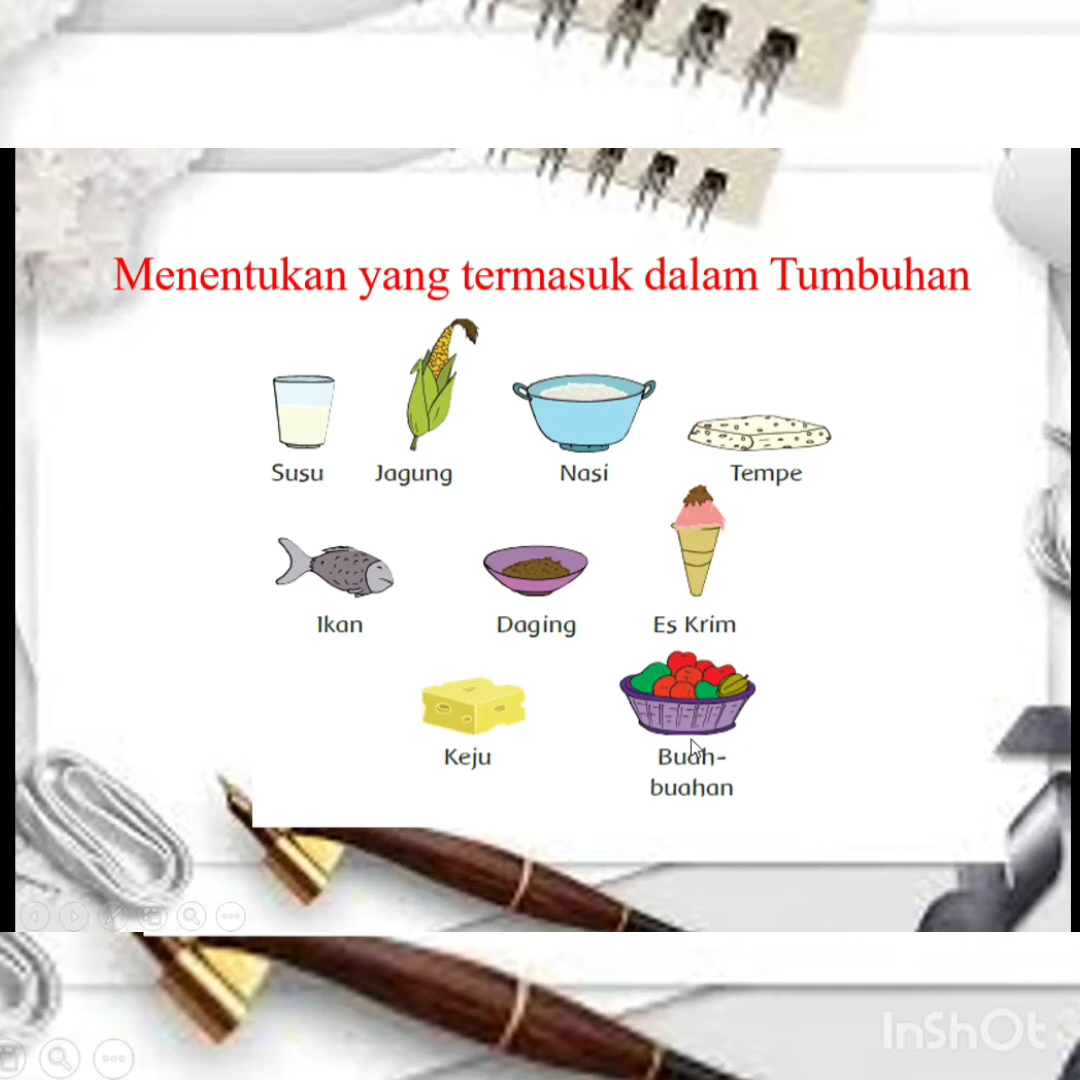 Menentukan yang termasuk dalam Tumbuhan
Susu Jagung Nasi Tempe
Ikan Daging Es Krim
Keju Buah-
buahan
InShOt